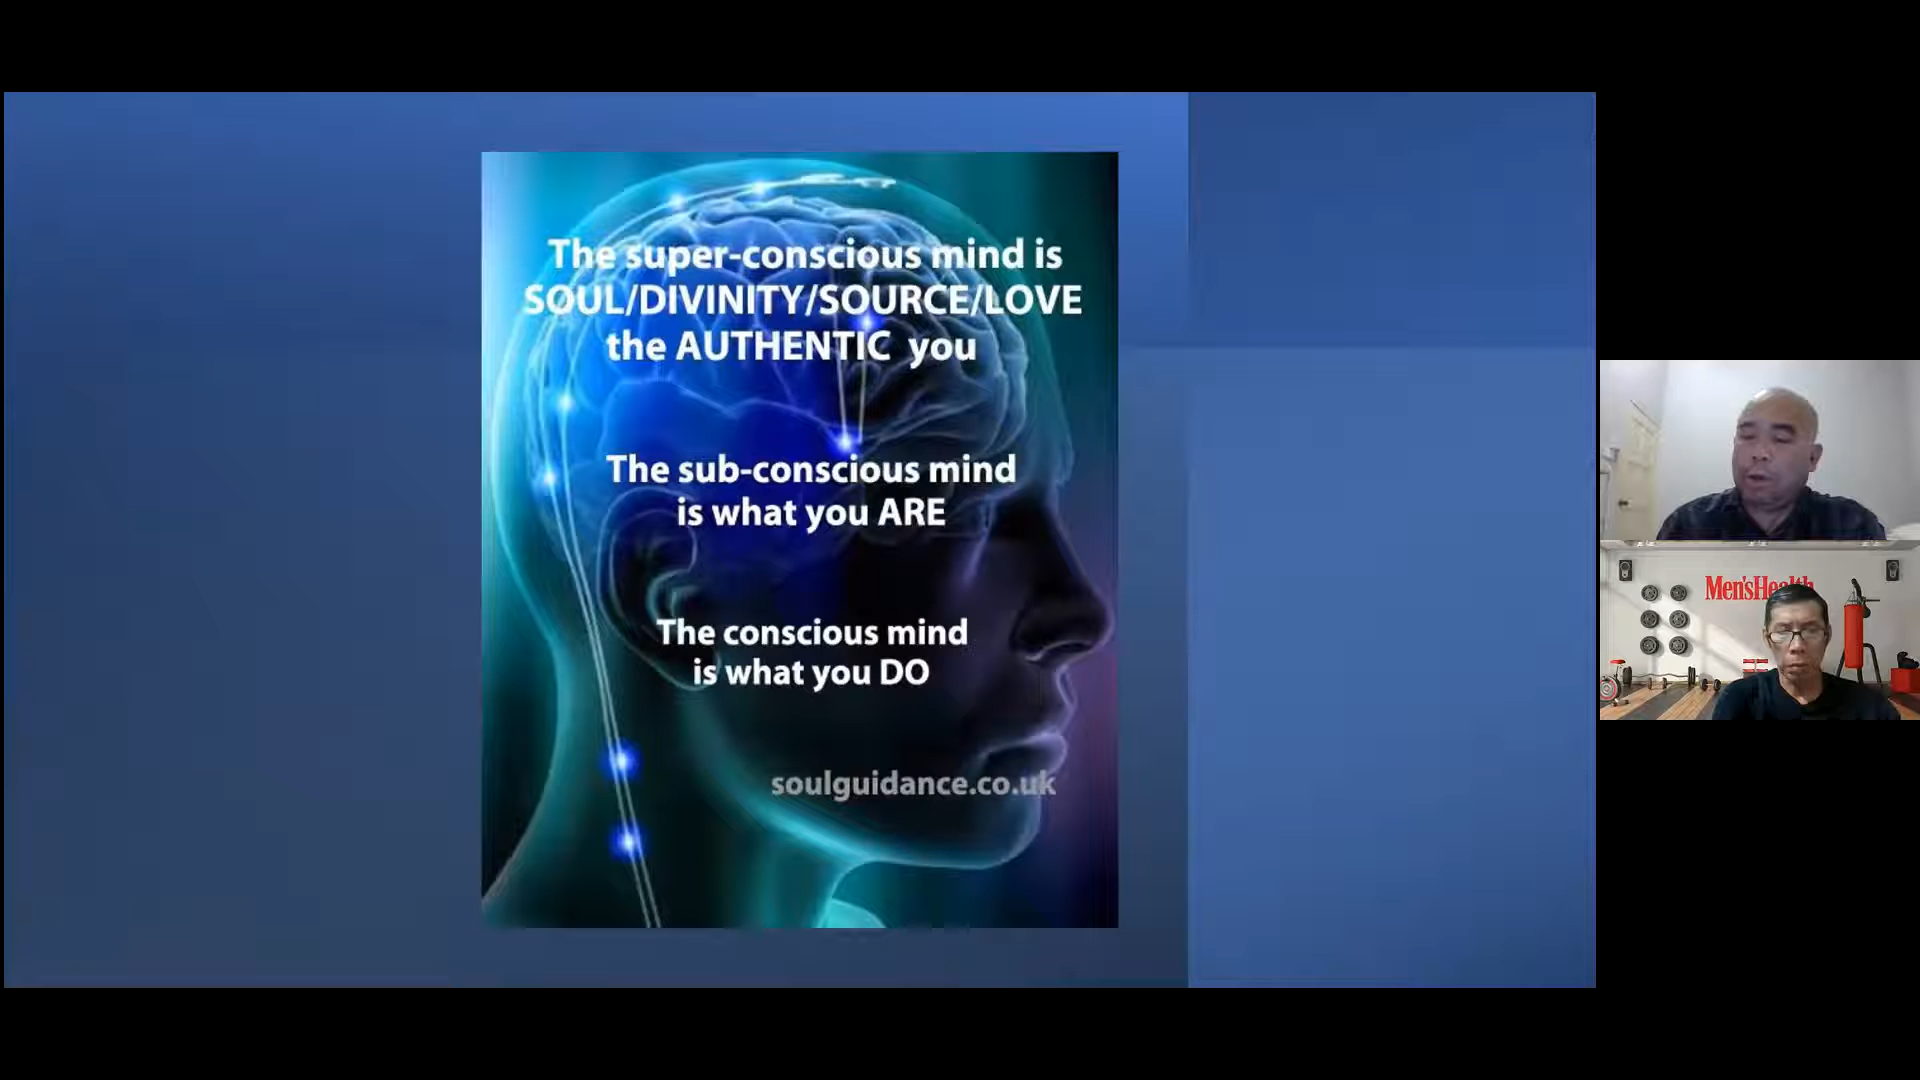 The super-conscious mind is
SOUL/DIVINITY/SOURCE/LOVE
the AUTHENTIC you
The sub-conscious mind
is what you ARE
The conscious mind
is what you DO
soulguidance.co.uk
Men'sHealth